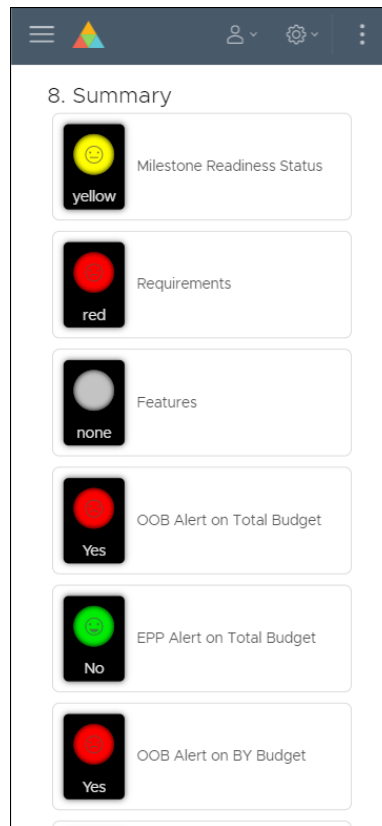 8. Summary
yellow
Milestone Readiness Status
red
Requirements
none
Features
Yes
OOB Alert on Total Budget
No
EPP Alert on Total Budget
Yes
OOB Alert on BY Budget